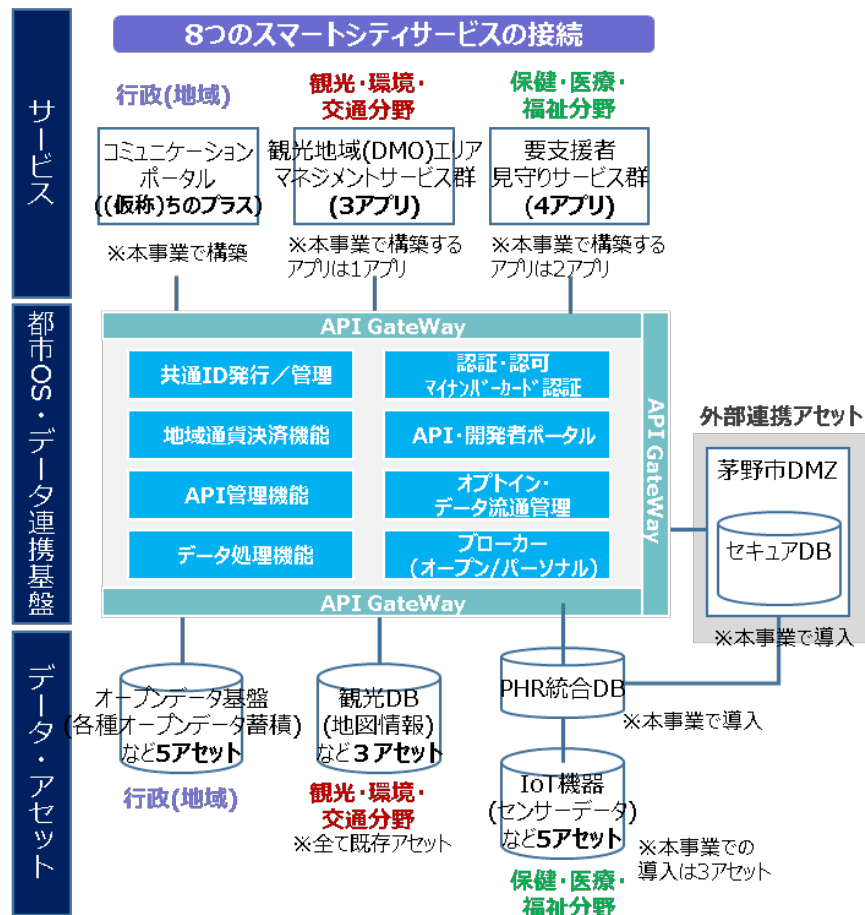 8つのスマートシティサービスの接続
サービス
行政(地域)
観光・環境・
交通分野
保健・医療・
福祉分野
コミュニケーション
ポータル
((仮称)ちのプラス)
観光地域(DMO)エリア
マネジメントサービス群
(3アプリ)
要支援者
見守りサービス群
(4アプリ)
※本事業で構築
※本事業で構築する
アプリは1アプリ
※本事業で構築する
アプリは2アプリ
都市OS・データ連携基盤
API GateWay
共通ID発行／管理
認証・認可
マイナンバーカード認証
地域通貨決済機能
API・開発者ポータル
API管理機能
オプトイン・
データ流通管理
データ処理機能
ブローカー
(オープン/パーソナル)
API GateWay
API GateWay
外部連携アセット
茅野市DMZ
セキュアDB
※本事業で導入
データ・アセット
オープンデータ基盤
(各種オープンデータ蓄積)
など5アセット
行政(地域)
観光DB
(地図情報)
など３アセット
観光・環境・
交通分野
※全て既存アセット
PHR統合DB
※本事業で導入
IoT機器
(センサーデータ)
など5アセット
※本事業での
導入は3アセット
保健・医療・
福祉分野